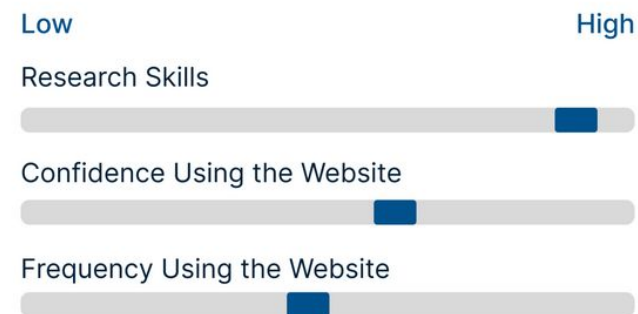 Low High
Research Skills
Confidence Using the Website
Frequency Using the Website